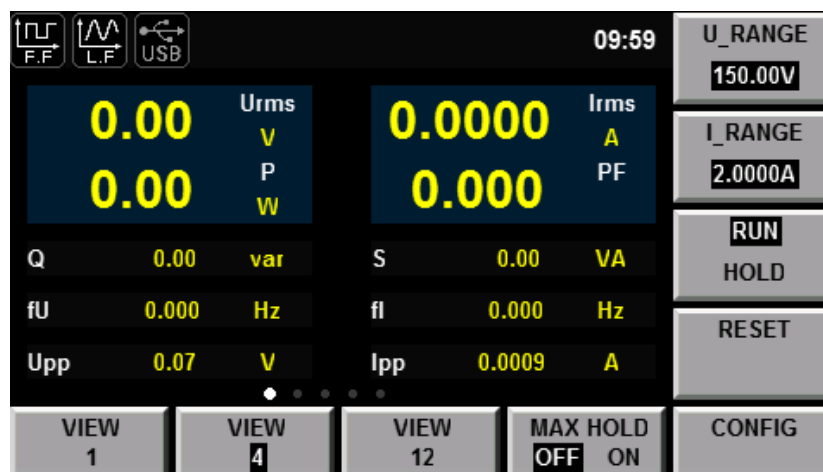 F.F L.F USB 09:59
U_RANGE
150.00V
0.00 Urms V
0.0000 Irms A
I_RANGE
2.0000A
0.00 P W
0.000 PF
RUN
HOLD
Q 0.00 var S 0.00 VA
fU 0.000 Hz fI 0.000 Hz
RESET
Upp 0.07 V Ipp 0.0009 A
VIEW
1
VIEW
4
VIEW
12
MAX HOLD
OFF ON
CONFIG